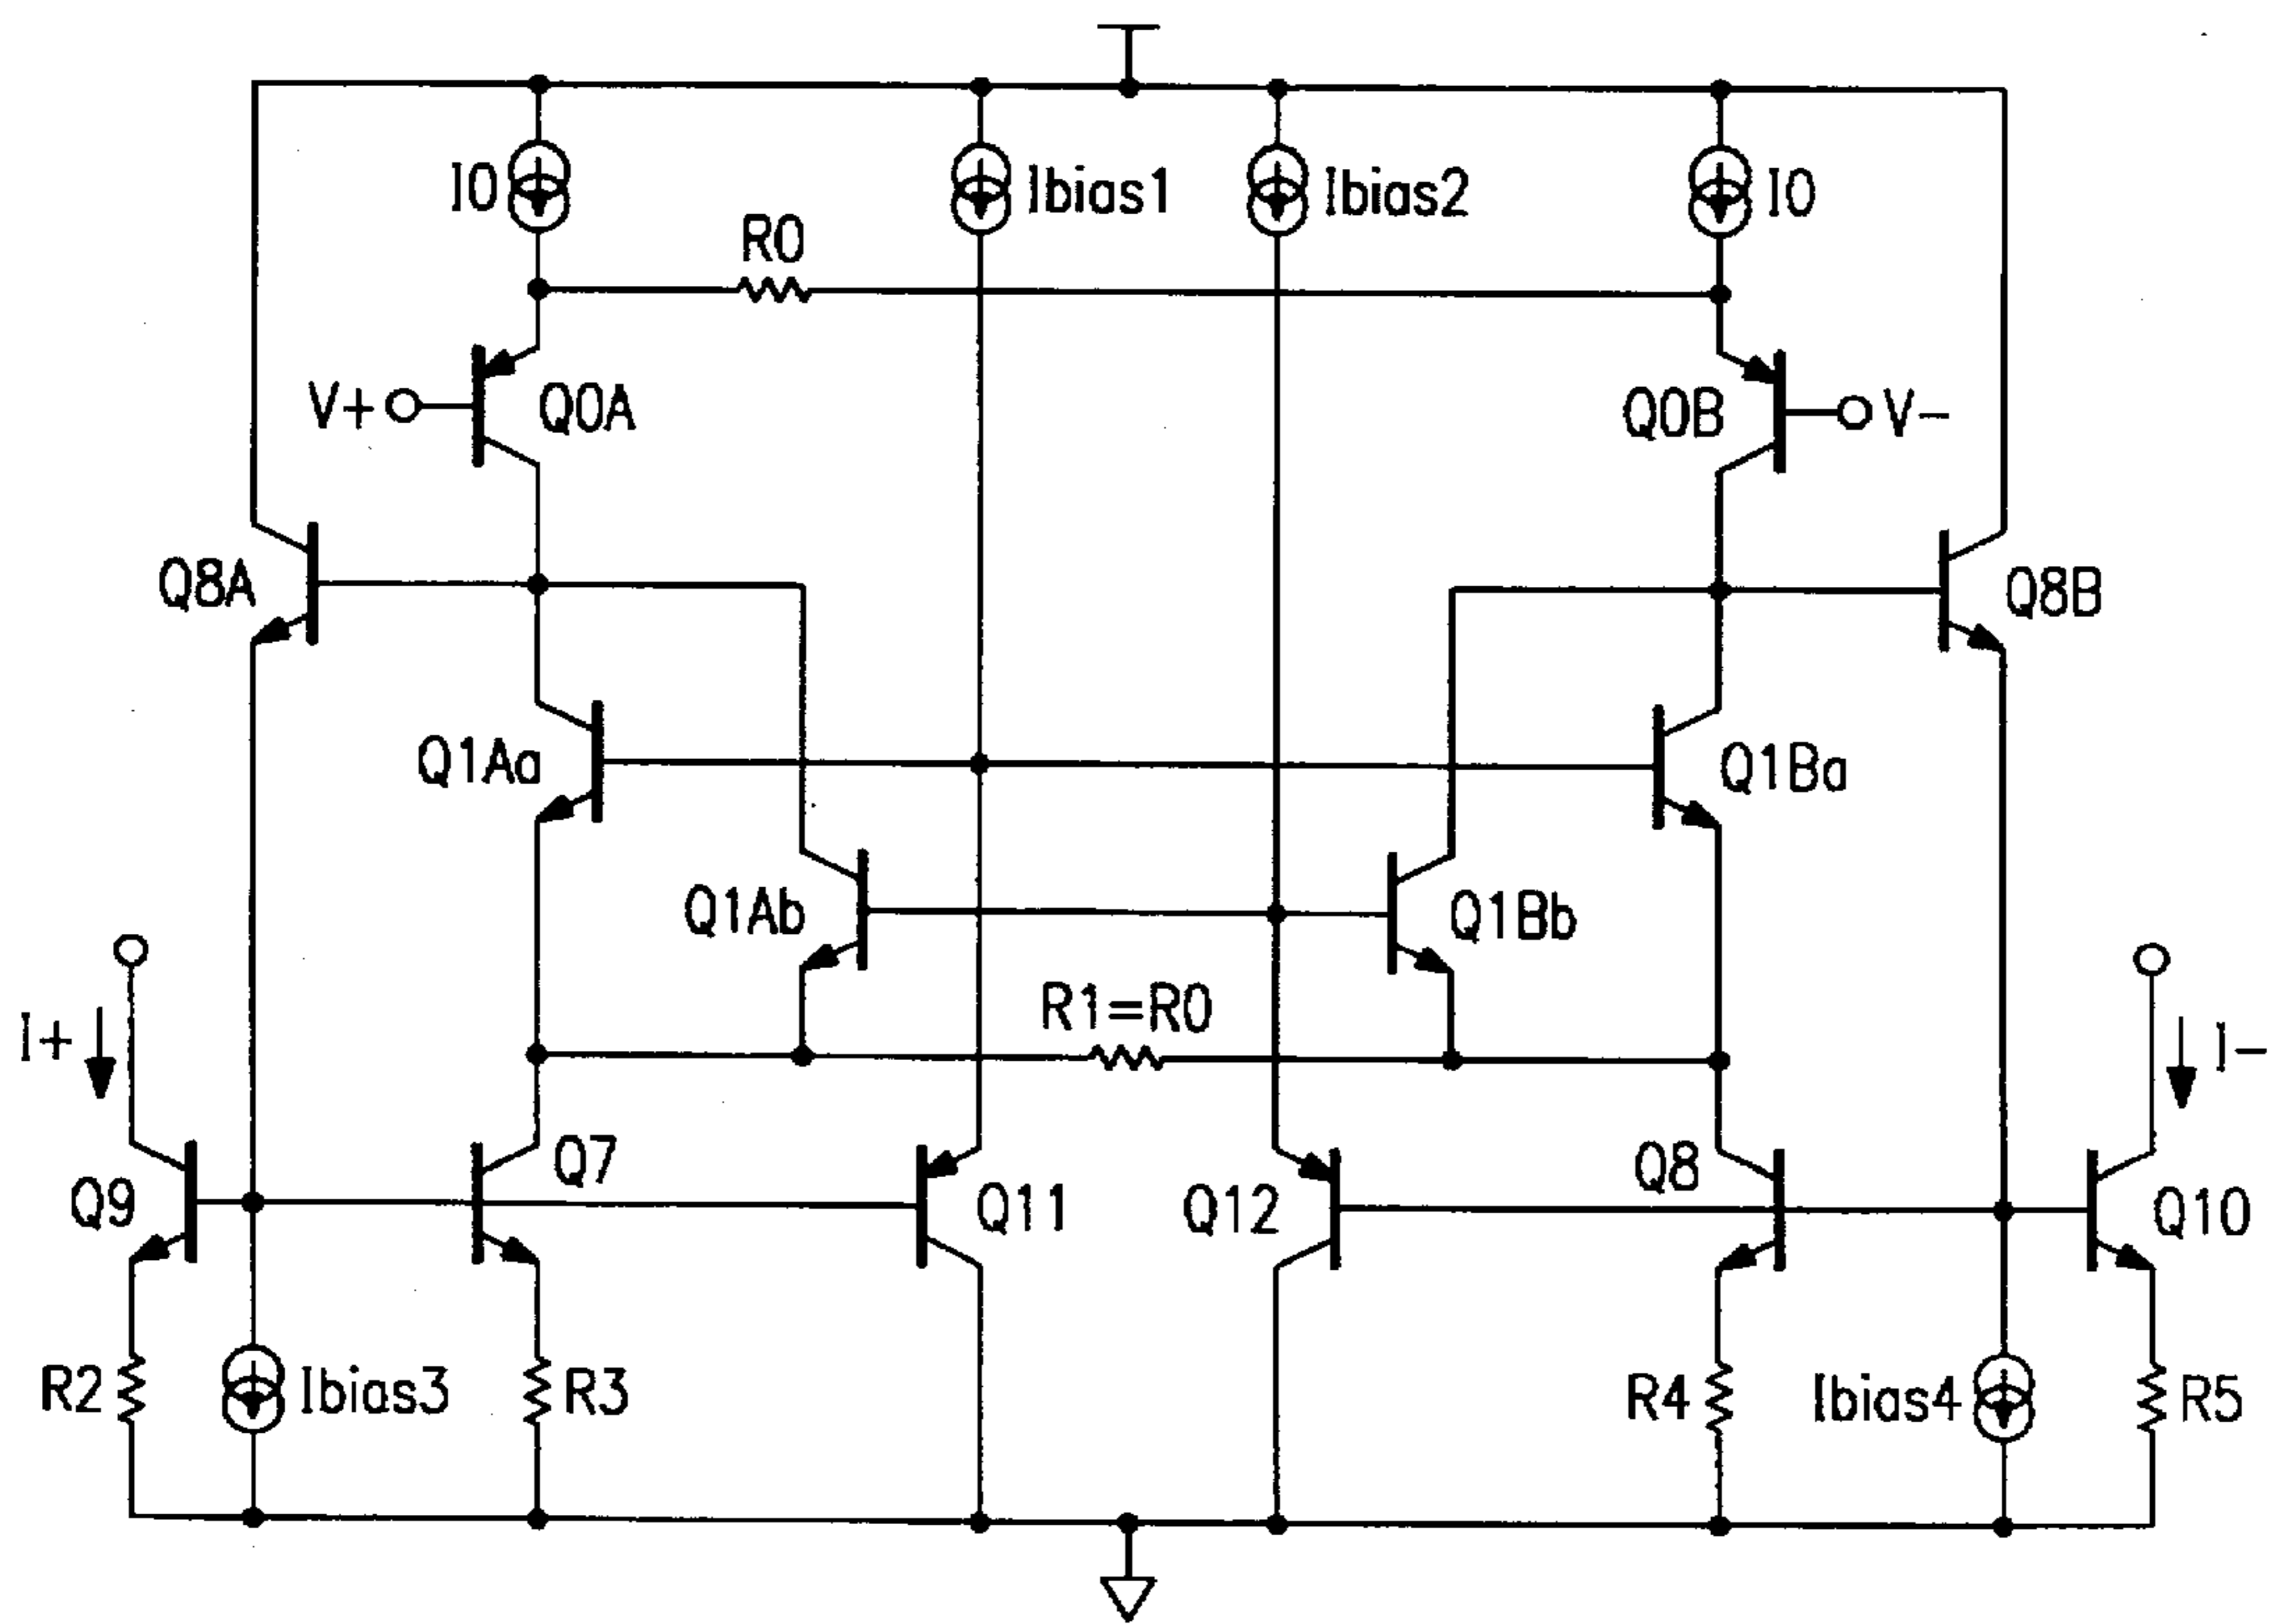 I0
Ibias1
Ibias2
I0
R0
V+
Q0A
Q0B
V-
Q8A
Q8B
Q1Aa
Q1Ba
Q1Ab
Q1Bb
R1=R0
I+
I-
Q9
Q7
Q11
Q12
Q8
Q10
R2
Ibias3
R3
R4
Ibias4
R5